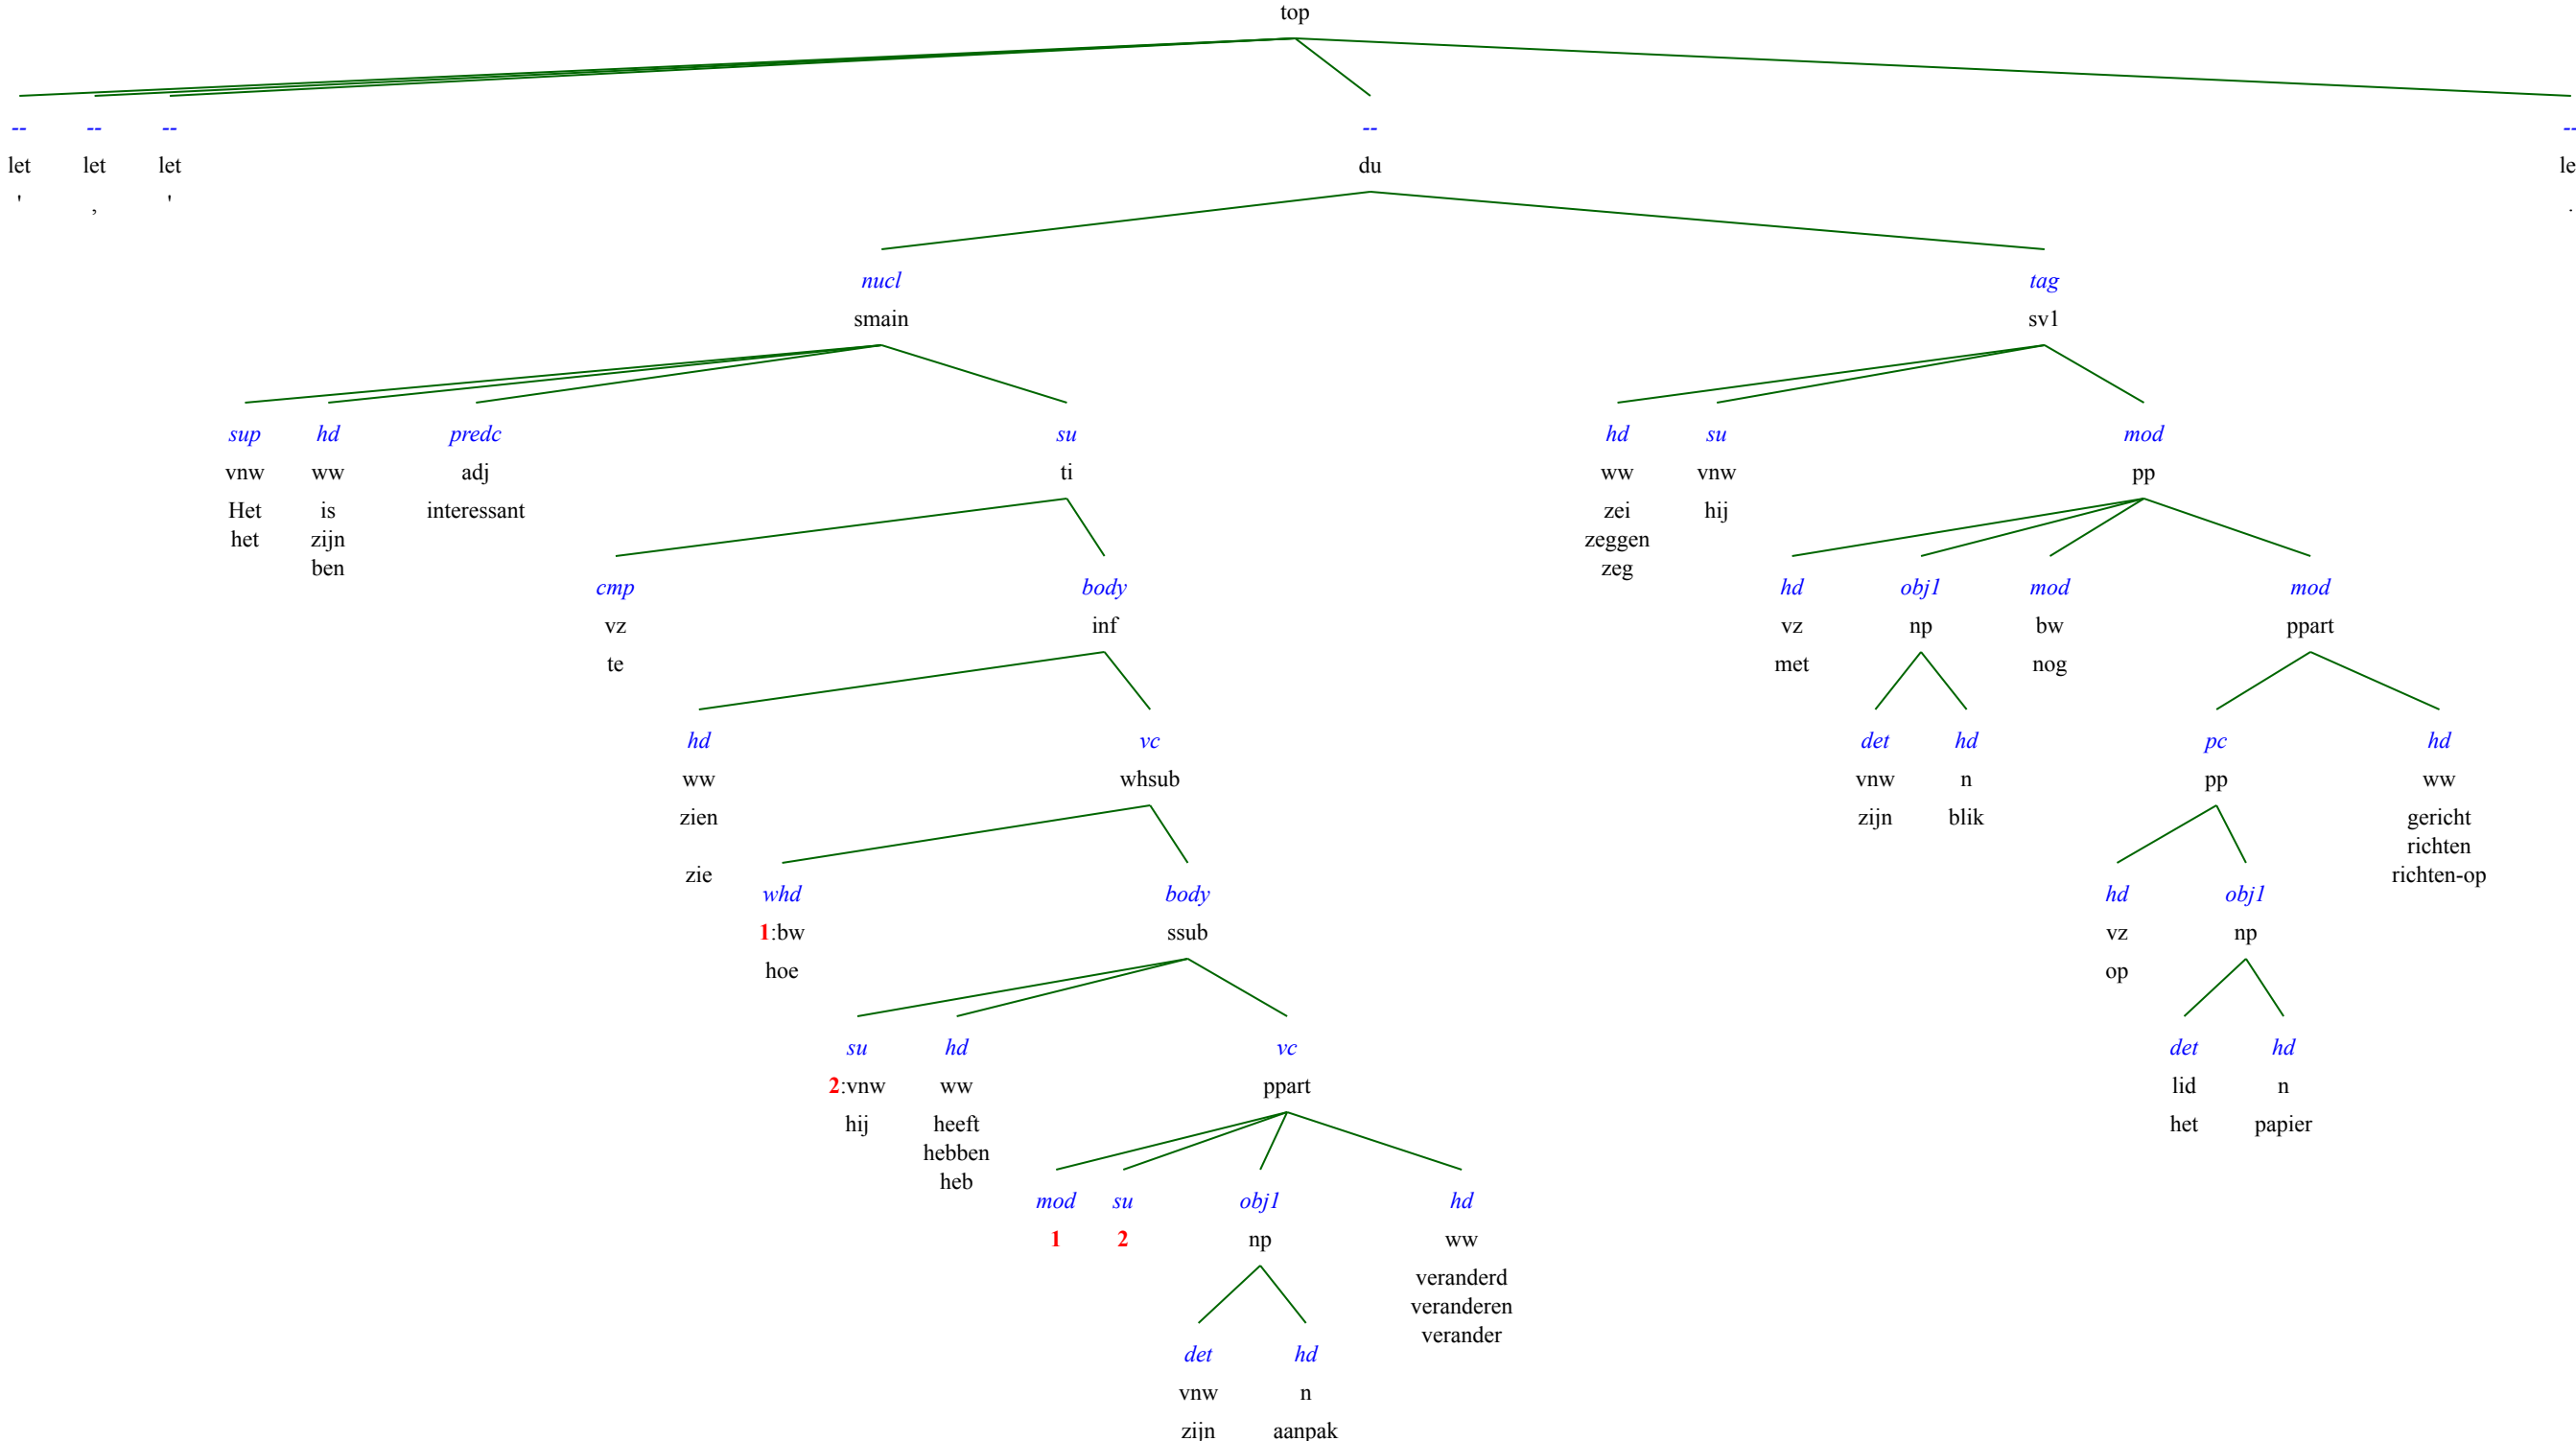 top
-- -- -- -- --
let let let du le
' , ' .
nucl tag
smain sv1
sup hd predc su hd su mod
vnw ww adj ti ww vnw pp
Het is interessant zei hij
het zijn zeggen
ben zeg
cmp body hd obj1 mod mod
vz inf vz np bw ppart
te met nog
hd vc det hd pc hd
ww whsub vnw n pp ww
zien zijn blik gericht
richten
zie richten-op
whd body hd obj1
1:bw ssub vz np
hoe op
su hd vc det hd
2:vnw ww ppart lid n
hij heeft het papier
hebben
heb
mod su obj1 hd
1 2 np ww
veranderd
veranderen
verander
det hd
vnw n
zijn aanpak